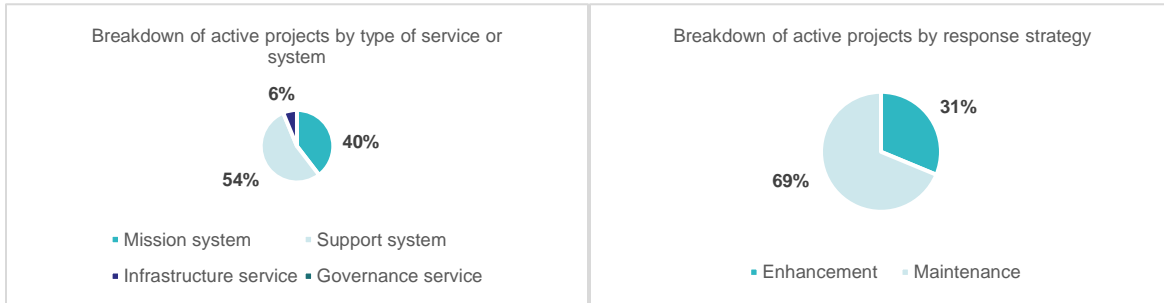 Breakdown of active projects by type of service or
system
6%
40%
54%
Mission system
Support system
Infrastructure service
Governance service
Breakdown of active projects by response strategy
31%
69%
Enhancement
Maintenance